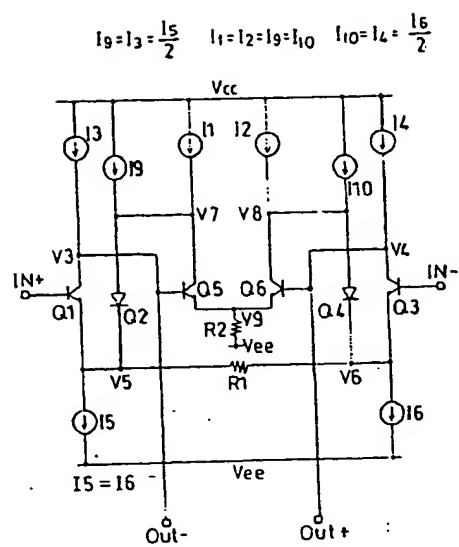 I9=I3=I5/2 I1=I2=I9=I10 I10=I4=I6/2
Vcc
I3 I9 I1 I2 I10 I4
V7 V8
V3 V4
IN+ IN-
Q1 Q2 Q5 Q6 Q4 Q3
R2 V9
Vee
V5 R1 V6
I5 I6
Vee
I5=I6
Out- Out+